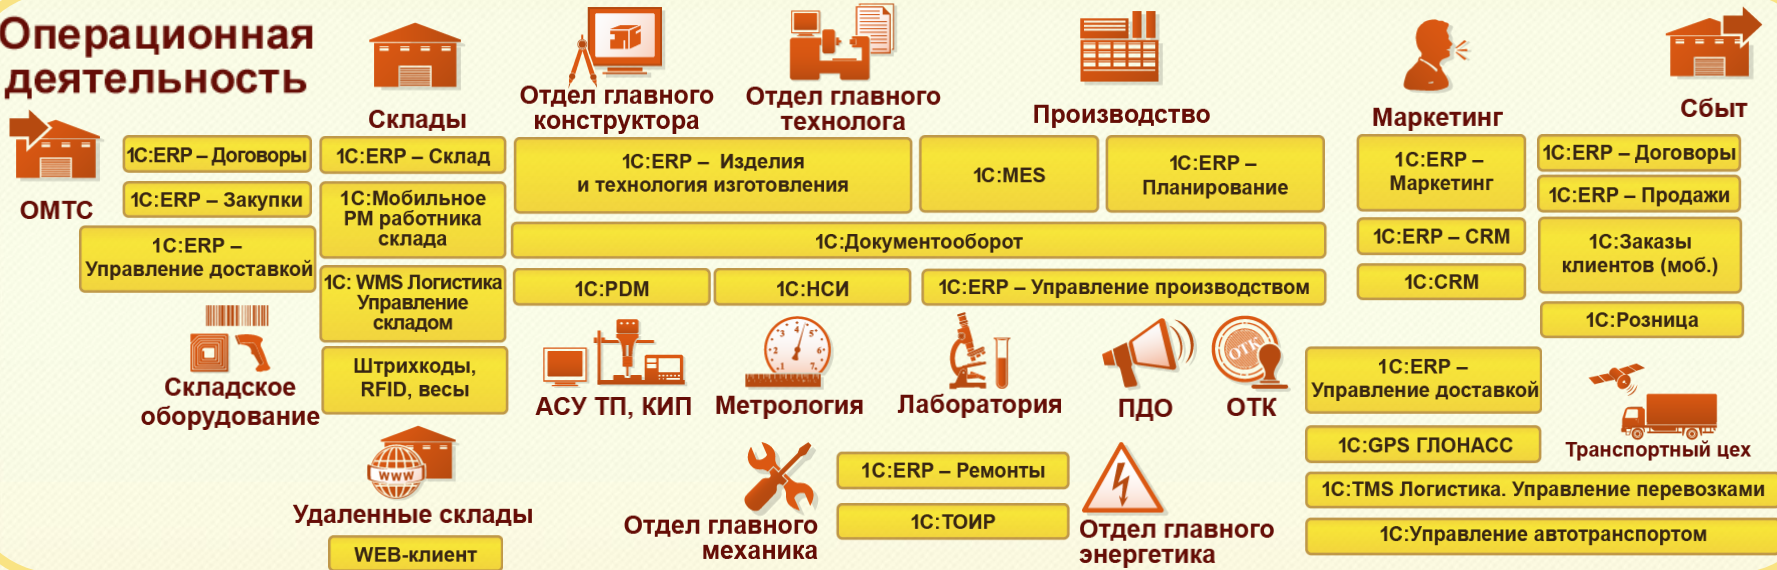 Операционная
деятельность
ОМТС
1С:ERP – Договоры
1С:ERP – Закупки
1С:ERP –
Управление доставкой
Складское
оборудование
Склады
1С:ERP – Склад
1С:Мобильное
РМ работника
склада
1С: WMS Логистика
Управление
складом
Штрихкоды,
RFID, весы
Удаленные склады
WWW
WEB-клиент
Отдел главного
конструктора
Отдел главного
технолога
Производство
1С:ERP –  Изделия
и технология изготовления
1С:MES
1С:ERP –
Планирование
1С:Документооборот
1С:PDM
1С:НСИ
1С:ERP – Управление производством
АСУ ТП, КИП
Метрология
Лаборатория
ПДО
ОТК
ОТК
Отдел главного
механика
1С:ERP – Ремонты
1С:ТОИР
Отдел главного
энергетика
Маркетинг
1С:ERP –
Маркетинг
1С:ERP – CRM
1С:CRM
Сбыт
1С:ERP – Договоры
1С:ERP – Продажи
1С:Заказы
клиентов (моб.)
1С:Розница
1С:ERP –
Управление доставкой
1С:GPS ГЛОНАСС
Транспортный цех
1С:TMS Логистика. Управление перевозками
1С:Управление автотранспортом